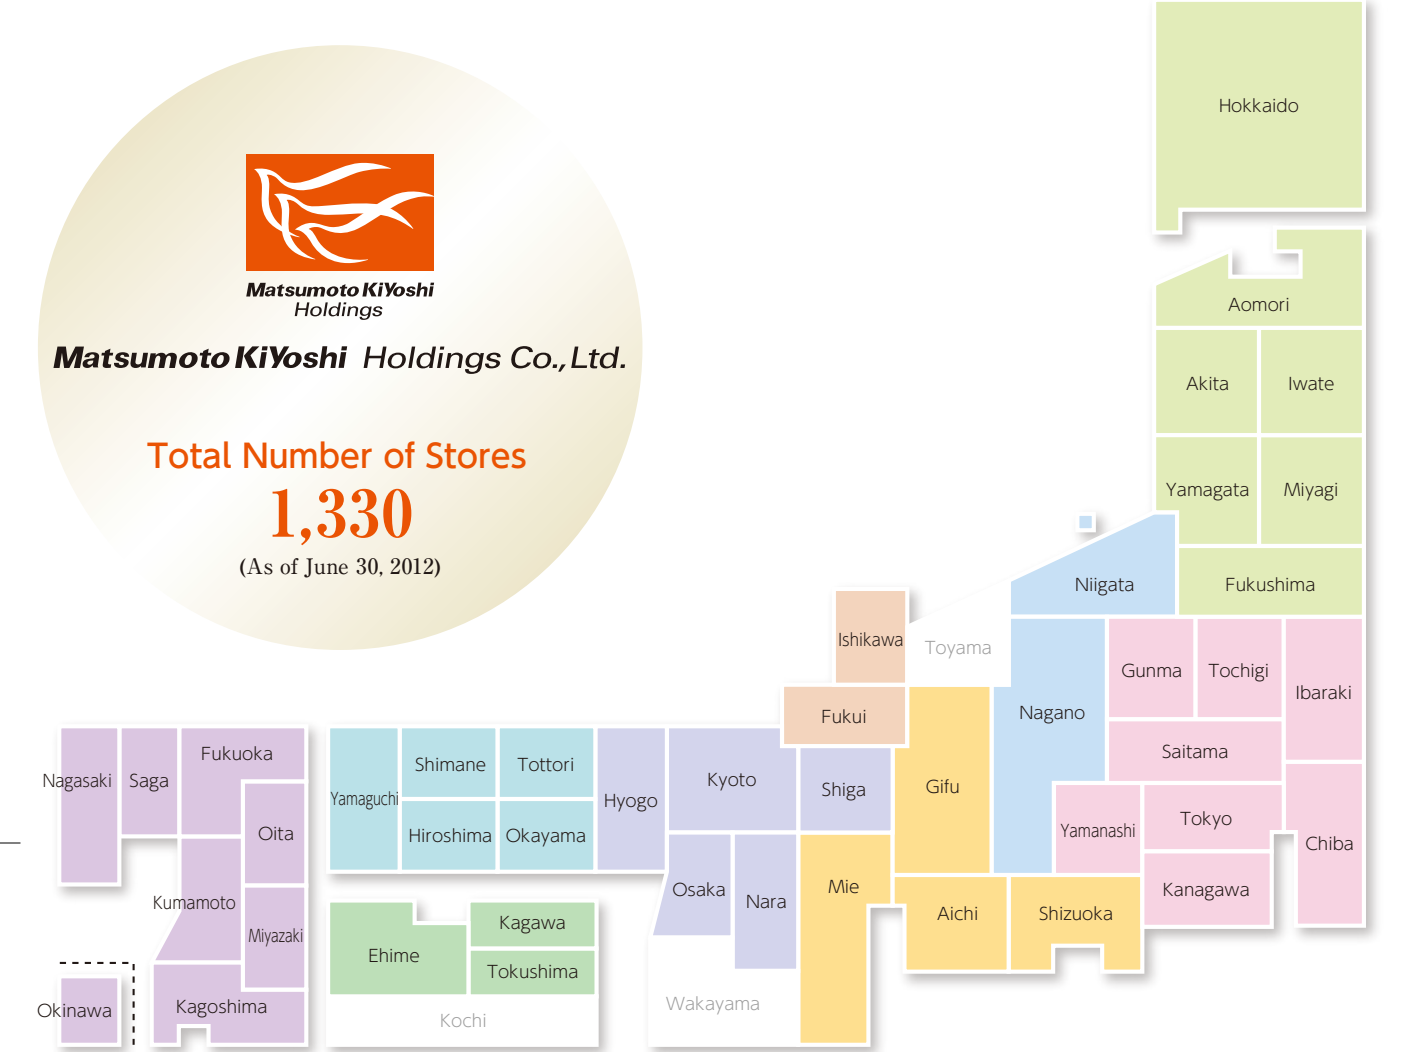 Matsumoto KiYoshi
Holdings
Matsumoto KiYoshi Holdings Co., Ltd.
Total Number of Stores
1,330
(As of June 30, 2012)
Hokkaido
Aomori
Akita
Iwate
Yamagata
Miyagi
Niigata
Fukushima
Ishikawa
Toyama
Gunma
Tochigi
Ibaraki
Fukui
Nagano
Saitama
Nagasaki
Saga
Fukuoka
Yamaguchi
Shimane
Tottori
Hyogo
Kyoto
Shiga
Gifu
Yamanashi
Tokyo
Chiba
Oita
Hiroshima
Okayama
Kumamoto
Osaka
Nara
Mie
Aichi
Shizuoka
Kanagawa
Miyazaki
Ehime
Kagawa
Tokushima
Okinawa
Kagoshima
Kochi
Wakayama